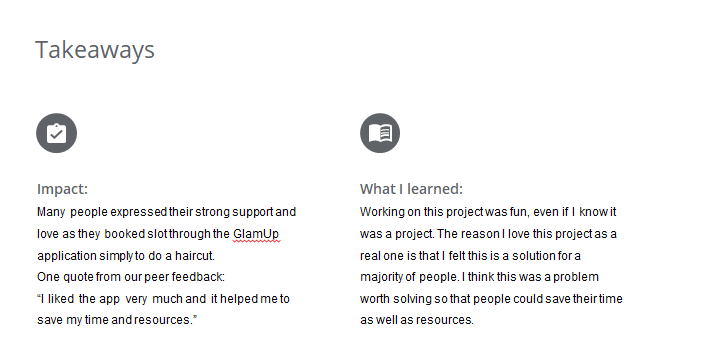 Takeaways
Impact:
Many people expressed their strong support and
love as they booked slot through the GlamUp
application simply to do a haircut.
One quote from our peer feedback:
“I liked the app very much and it helped me to
save my time and resources.”
What I learned:
Working on this project was fun, even if I know it
was a project. The reason I love this project as a
real one is that I felt this is a solution for a
majority of people. I think this was a problem
worth solving so that people could save their time
as well as resources.